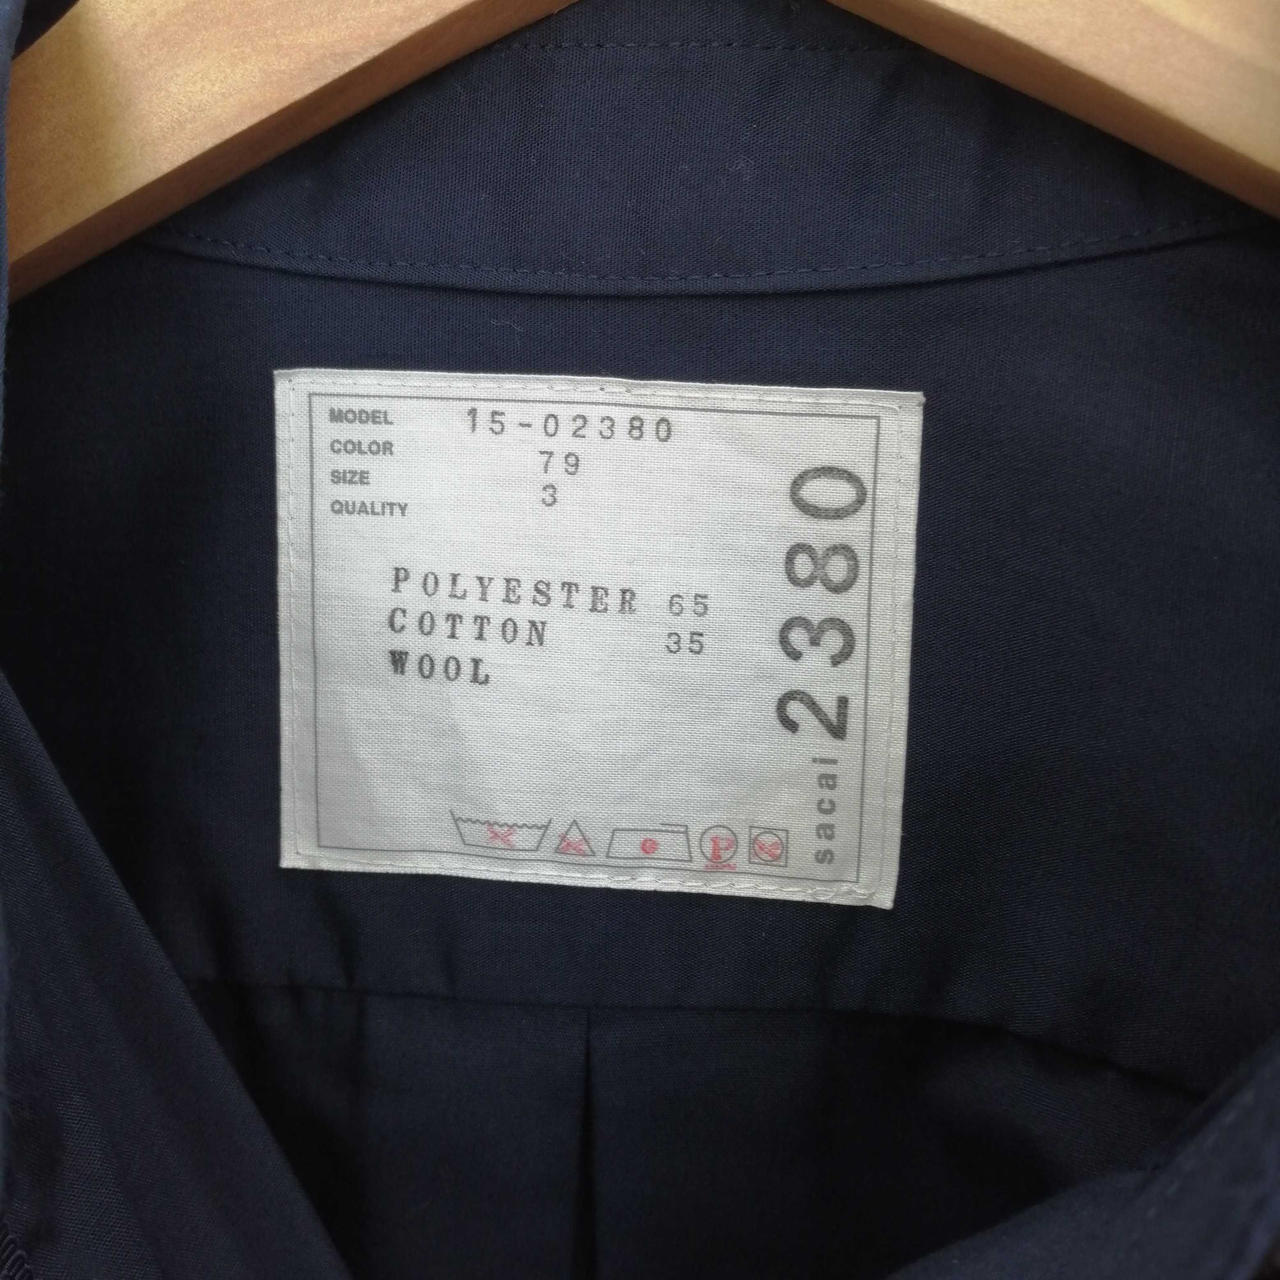 MODEL 15-02380
COLOR 79
SIZE 3
QUALITY
POLYESTER 65
COTTON 35
WOOL
P
sacai 2380